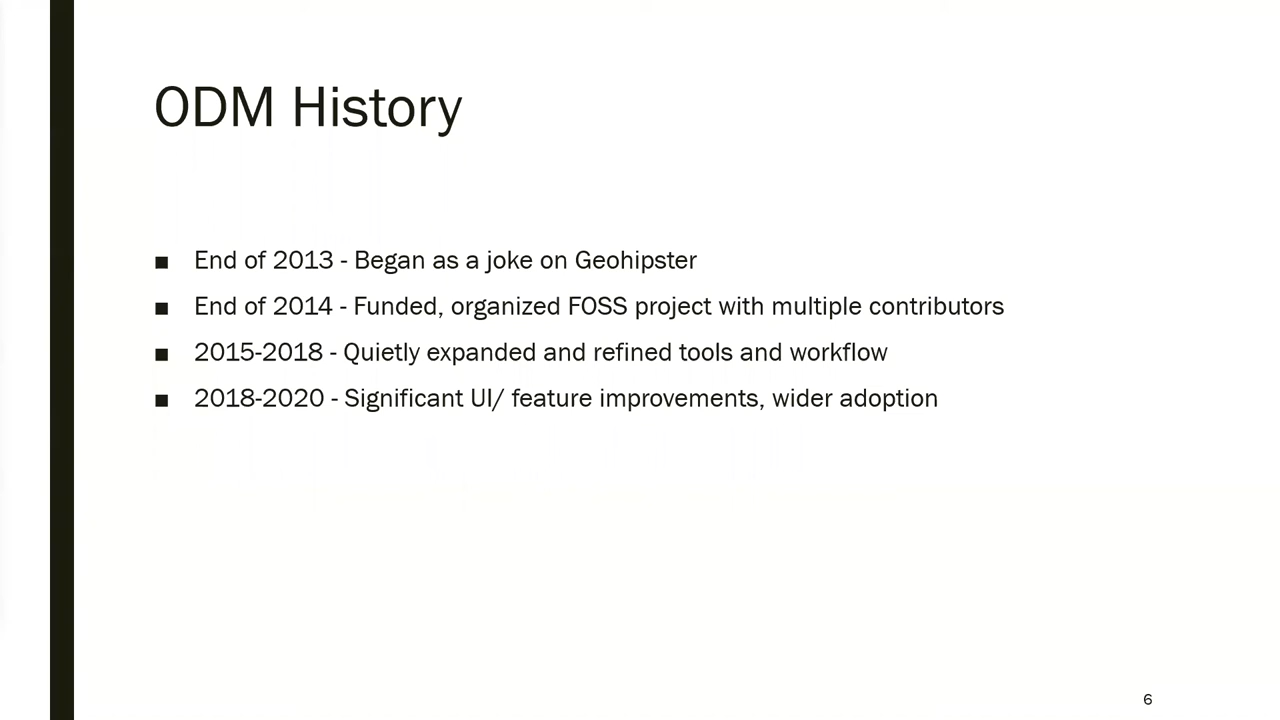 ODM History
■ End of 2013 - Began as a joke on Geohipster
■ End of 2014 - Funded, organized FOSS project with multiple contributors
■ 2015-2018 - Quietly expanded and refined tools and workflow
■ 2018-2020 - Significant UI/ feature improvements, wider adoption
6